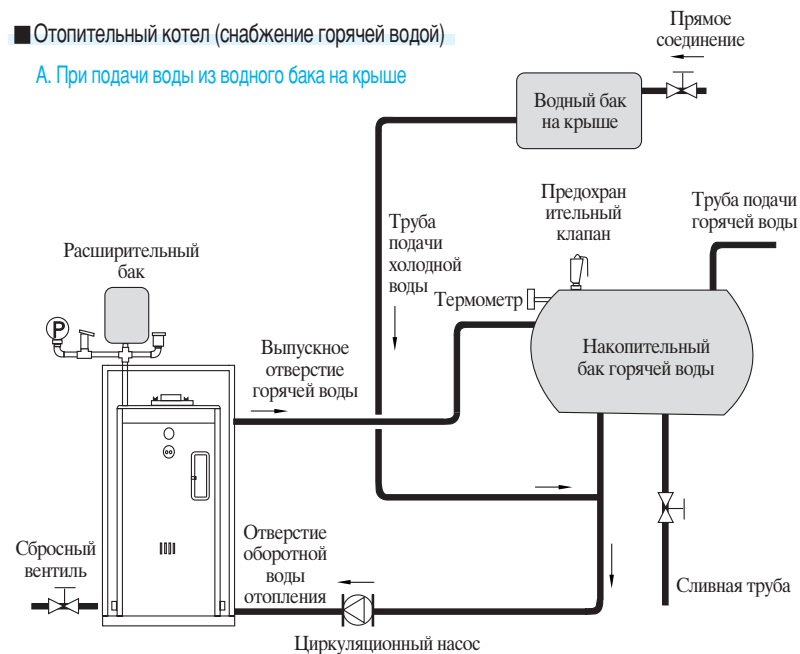 Отопительный котел (снабжение горячей водой)
А. При подачи воды из водного бака на крыше
Прямое
соединение
Водный бак
на крыше
Предохран
ительный
клапан
Труба подачи
горячей воды
Труба
подачи
холодной
воды
Расширительный
бак
P
Термометр
Накопительный
бак горячей воды
Выпускное
отверстие
горячей воды
Сбросный
вентиль
Отверстие
оборотной
воды
отопления
Сливная труба
Циркуляционный насос